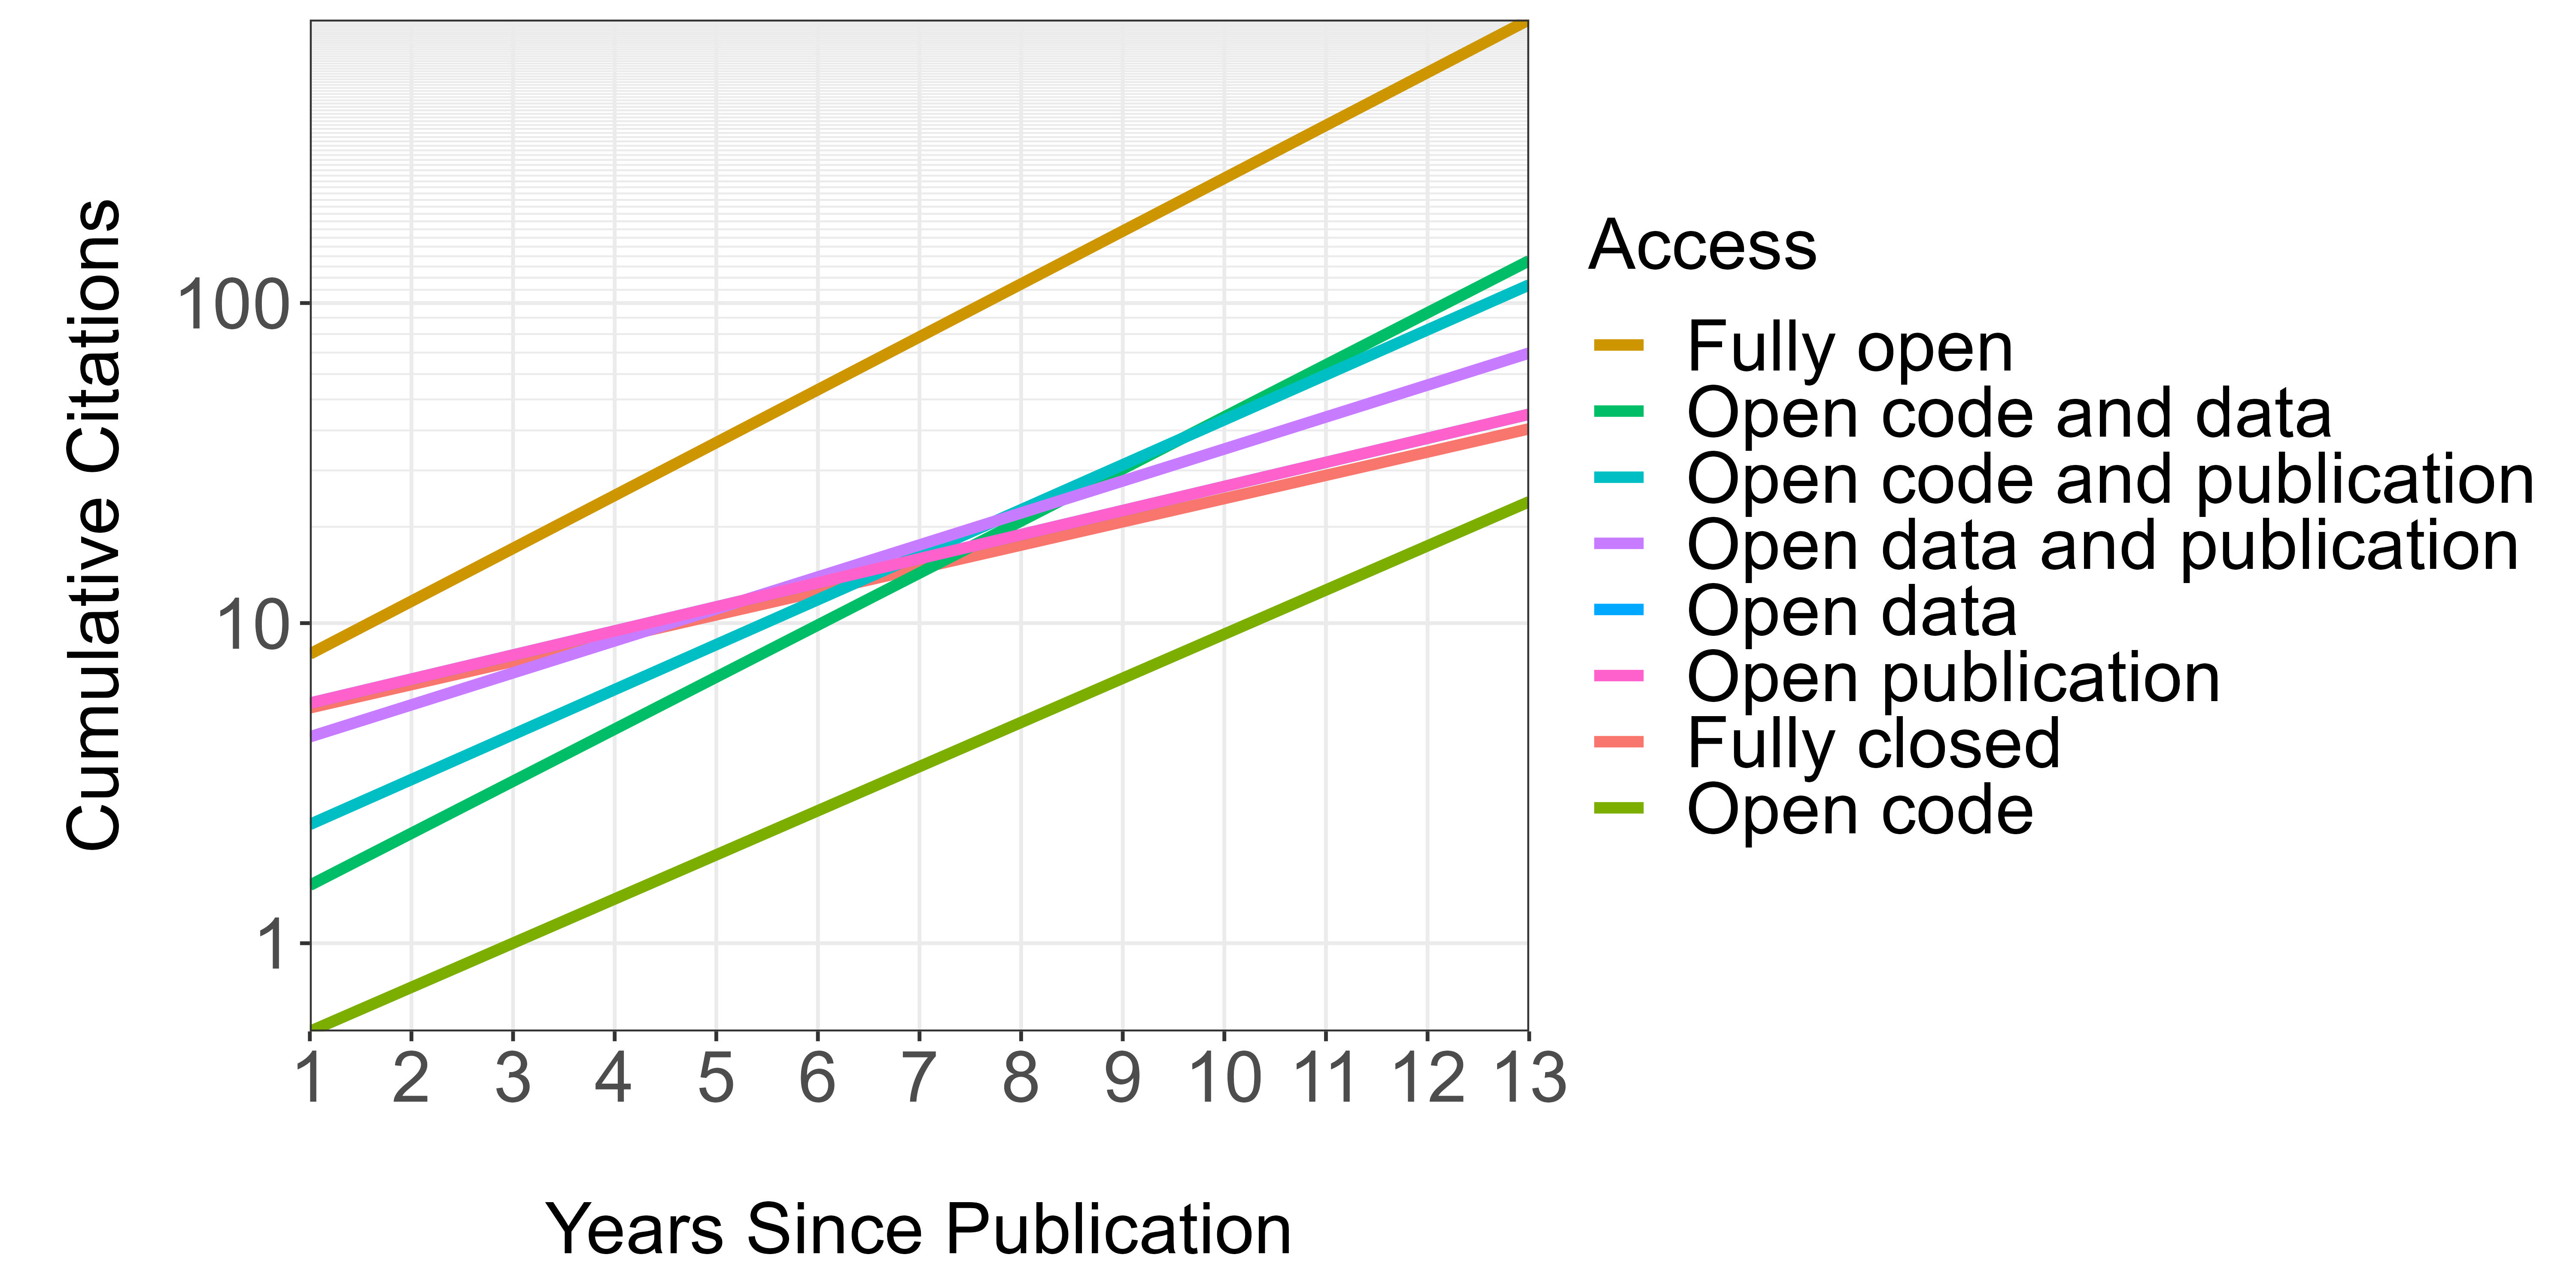 Cumulative Citations
100
10
1
1 2 3 4 5 6 7 8 9 10 11 12 13
Years Since Publication
Access
Fully open
Open code and data
Open code and publication
Open data and publication
Open data
Open publication
Fully closed
Open code